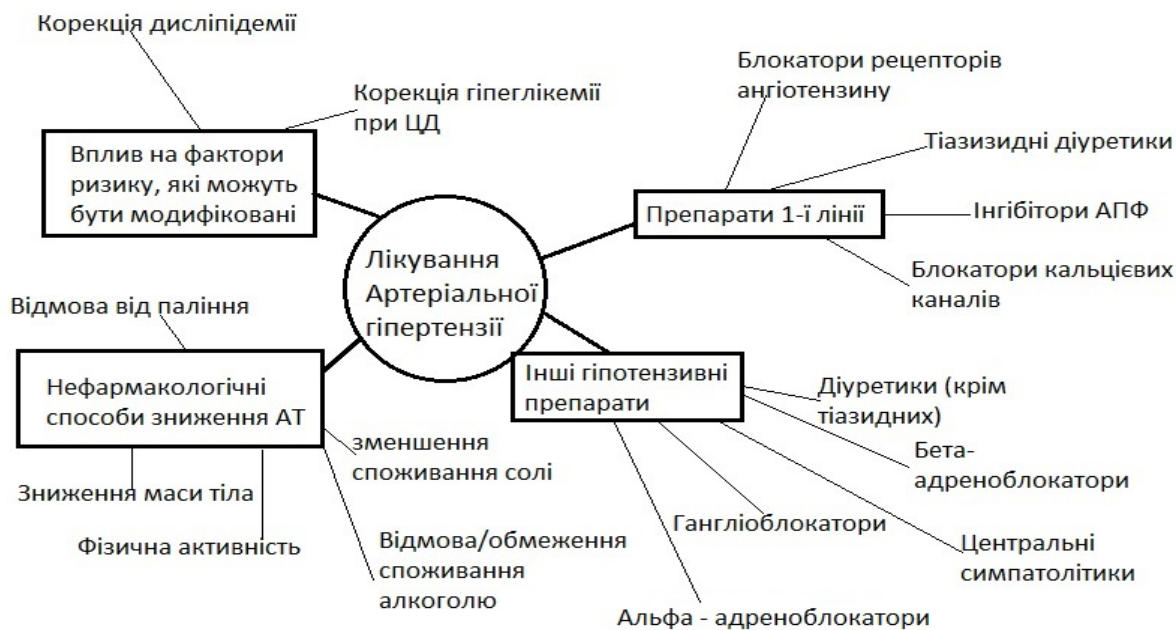 Корекція дисліпідемії
Корекція гіпеглікемії
при ЦД
Вплив на фактори
ризику, які можуть
бути модифіковані
Блокатори рецепторів
ангіотензину
Тіазизидні діуретики
Препарати 1-ї лінії
Інгібітори АПФ
Блокатори кальцієвих
каналів
Лікування
Артеріальної
гіпертензії
Відмова від паління
Нефармакологічні
способи зниження АТ
зменшення
споживання солі
Зниження маси тіла
Фізична активність
Відмова/обмеження
споживання
алкоголю
Інші гіпотензивні
препарати
Діуретики (крім
тіазидних)
Бета-
адреноблокатори
Гангліоблокатори
Центральні
симпатолітики
Альфа - адреноблокатори